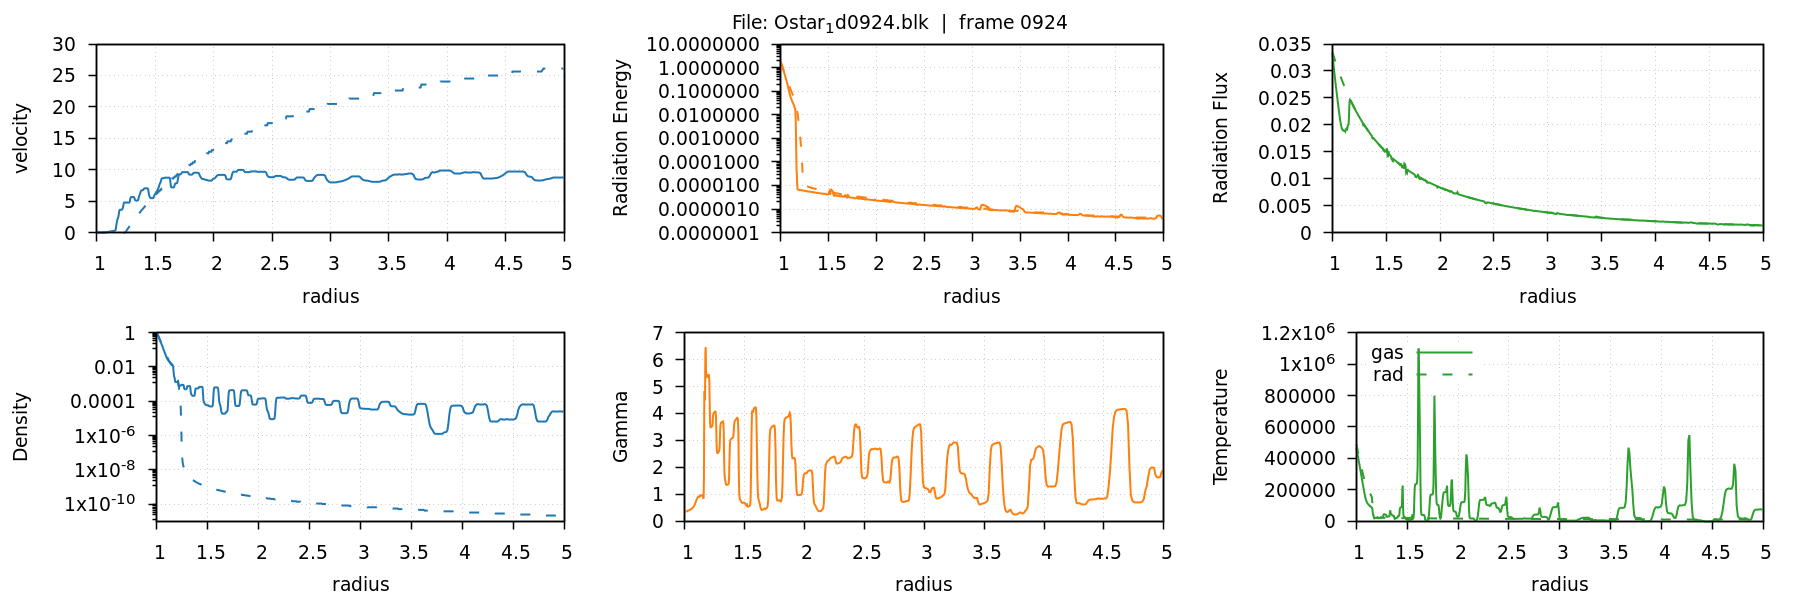 File: Ostar₁d0924.blk | frame 0924
30
25
20
15
10
5
0
velocity
1 1.5 2 2.5 3 3.5 4 4.5 5
radius
10.0000000
1.0000000
0.1000000
0.0100000
0.0010000
0.0001000
0.0000100
0.0000010
0.0000001
Radiation Energy
1 1.5 2 2.5 3 3.5 4 4.5 5
radius
0.035
0.03
0.025
0.02
0.015
0.01
0.005
0
Radiation Flux
1 1.5 2 2.5 3 3.5 4 4.5 5
radius
1
0.01
0.0001
1x10⁻⁶
1x10⁻⁸
1x10⁻¹⁰
Density
1 1.5 2 2.5 3 3.5 4 4.5 5
radius
7
6
5
4
3
2
1
0
Gamma
1 1.5 2 2.5 3 3.5 4 4.5 5
radius
1.2x10⁶
1x10⁶
800000
600000
400000
200000
0
Temperature
gas
rad
1 1.5 2 2.5 3 3.5 4 4.5 5
radius